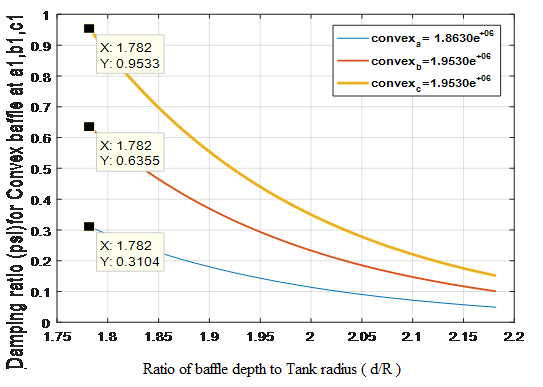 Damping ratio (psi)for Convex baffle at a1,b1,c1
1
0.9
0.8
0.7
0.6
0.5
0.4
0.3
0.2
0.1
0
X: 1.782
Y: 0.9533
X: 1.782
Y: 0.6355
X: 1.782
Y: 0.3104
convexa= 1.8630e+06
convexb=1.9530e+06
convexc=1.9530e+06
1.75 1.8 1.85 1.9 1.95 2 2.05 2.1 2.15 2.2
Ratio of baffle depth to Tank radius ( d/R )